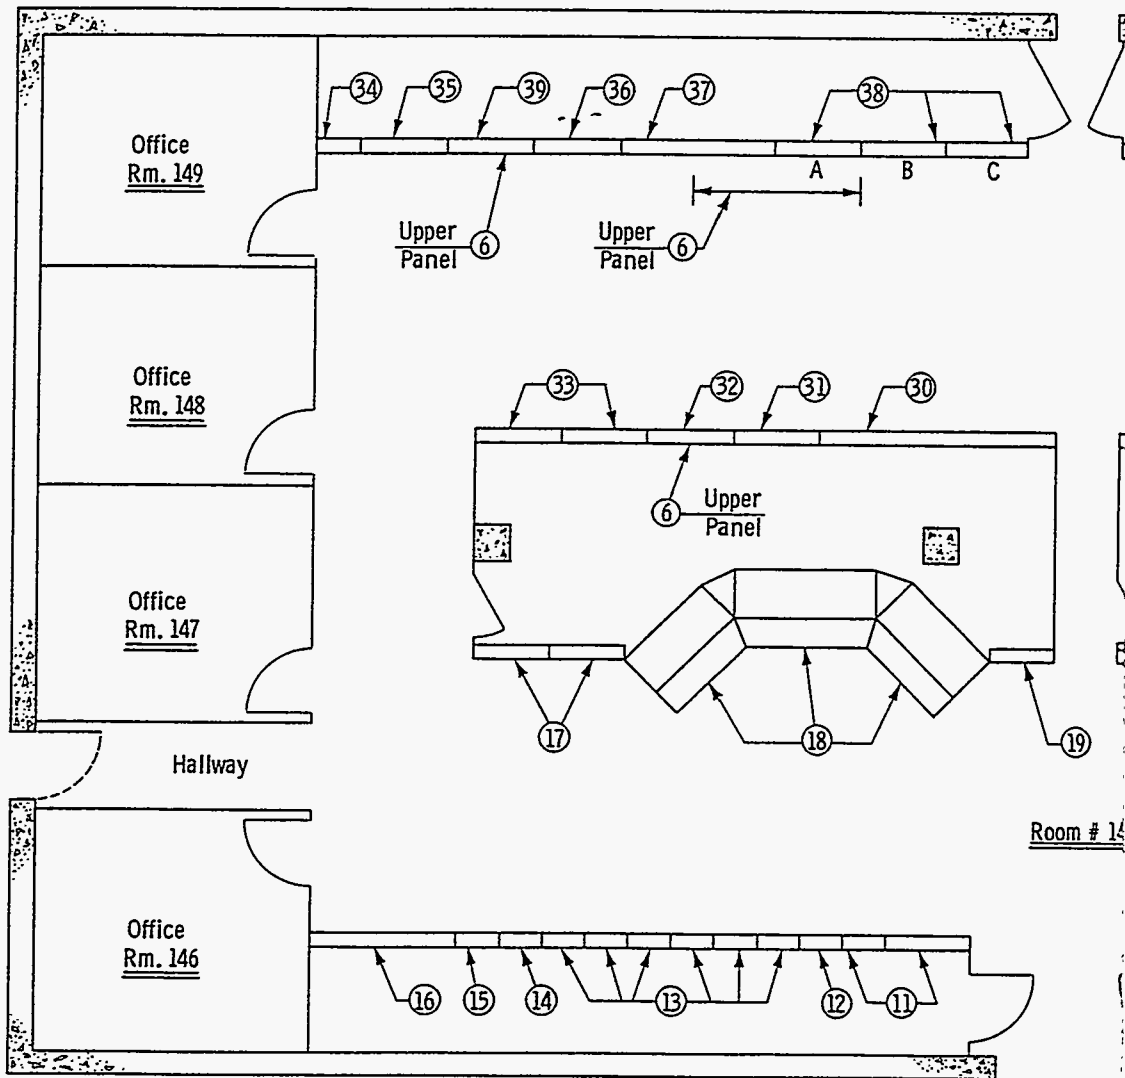 34 35 39 36 37 38
Office
Rm. 149
A B C
Upper
Panel 6
Upper
Panel 6
Office
Rm. 148
33 32 31 30
6 Upper
Panel
Office
Rm. 147
17 18 19
Hallway
Room # 14
Office
Rm. 146
16 15 14 13 12 11